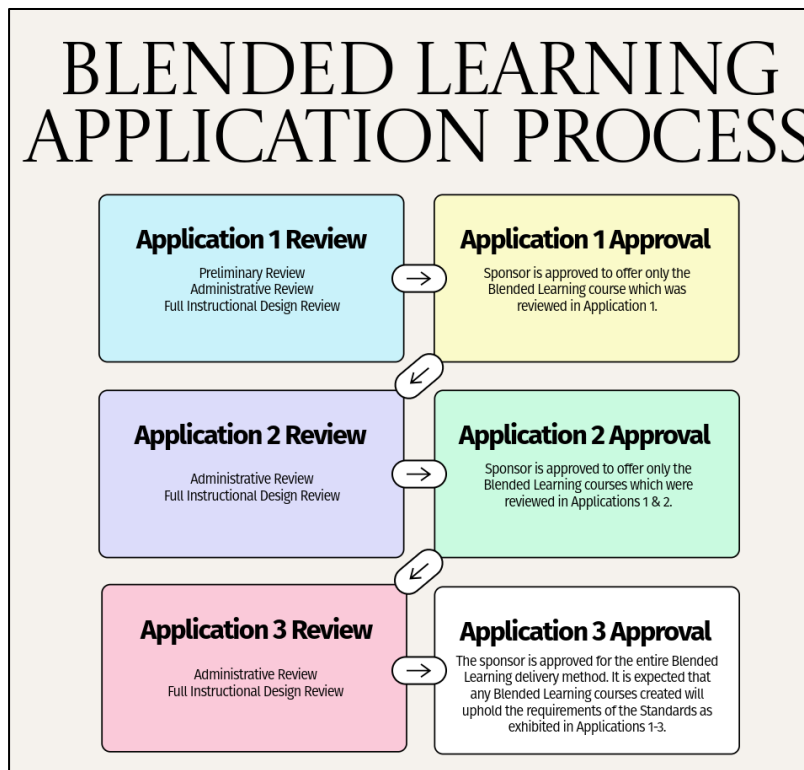 BLENDED LEARNING
APPLICATION PROCESS
Application 1 Review
Preliminary Review
Administrative Review
Full Instructional Design Review
Application 1 Approval
Sponsor is approved to offer only the
Blended Learning course which was
reviewed in Application 1.
Application 2 Review
Administrative Review
Full Instructional Design Review
Application 2 Approval
Sponsor is approved to offer only the
Blended Learning courses which were
reviewed in Applications 1 & 2.
Application 3 Review
Administrative Review
Full Instructional Design Review
Application 3 Approval
The sponsor is approved for the entire Blended
Learning delivery method. It is expected that
any Blended Learning courses created will
uphold the requirements of the Standards as
exhibited in Applications 1-3.